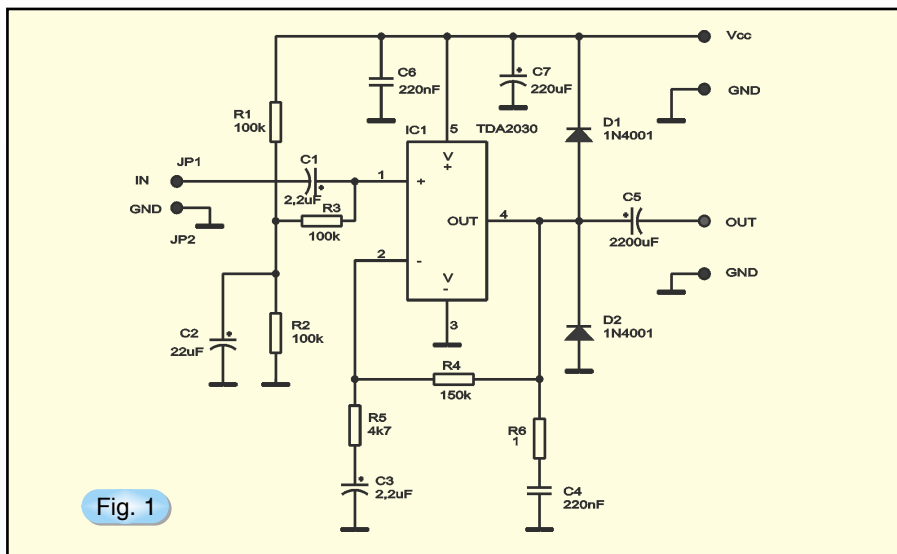 Vcc
C6
220nF
C7
220uF
GND
R1
100k
IC1
5
TDA2030
D1
1N4001
V
+
JP1
IN
C1
2,2uF
1
+
GND
JP2
R3
100k
OUT
4
C5
2200uF
OUT
2
-
V
-
GND
3
C2
22uF
R2
100k
D2
1N4001
R4
150k
R5
4k7
R6
1
C3
2,2uF
C4
220nF
Fig. 1